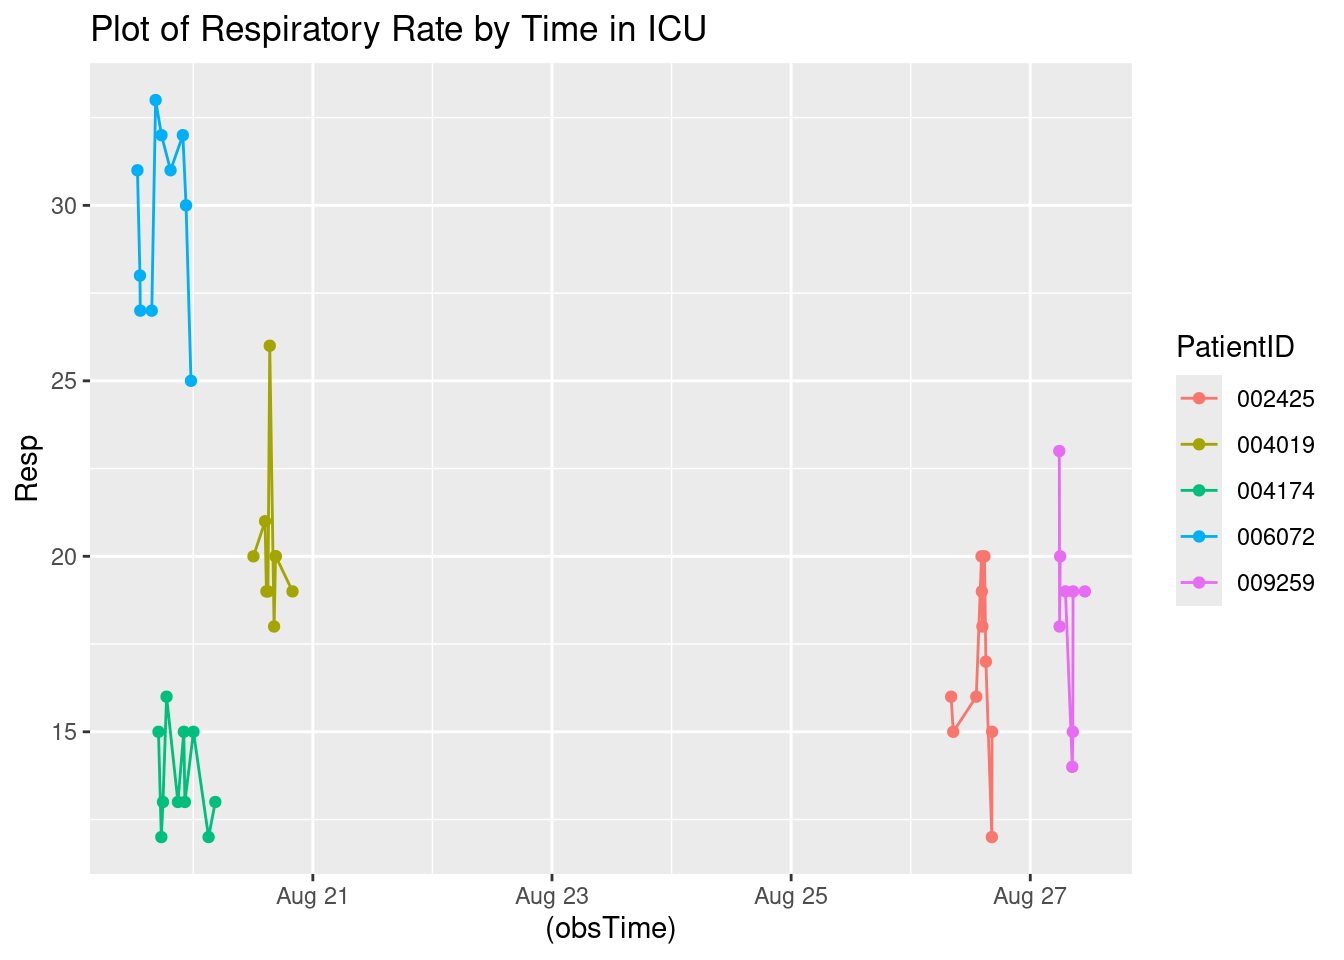 Plot of Respiratory Rate by Time in ICU
Resp
30
25
20
15
Aug 21
Aug 23
Aug 25
Aug 27
(obsTime)
PatientID
002425
004019
004174
006072
009259